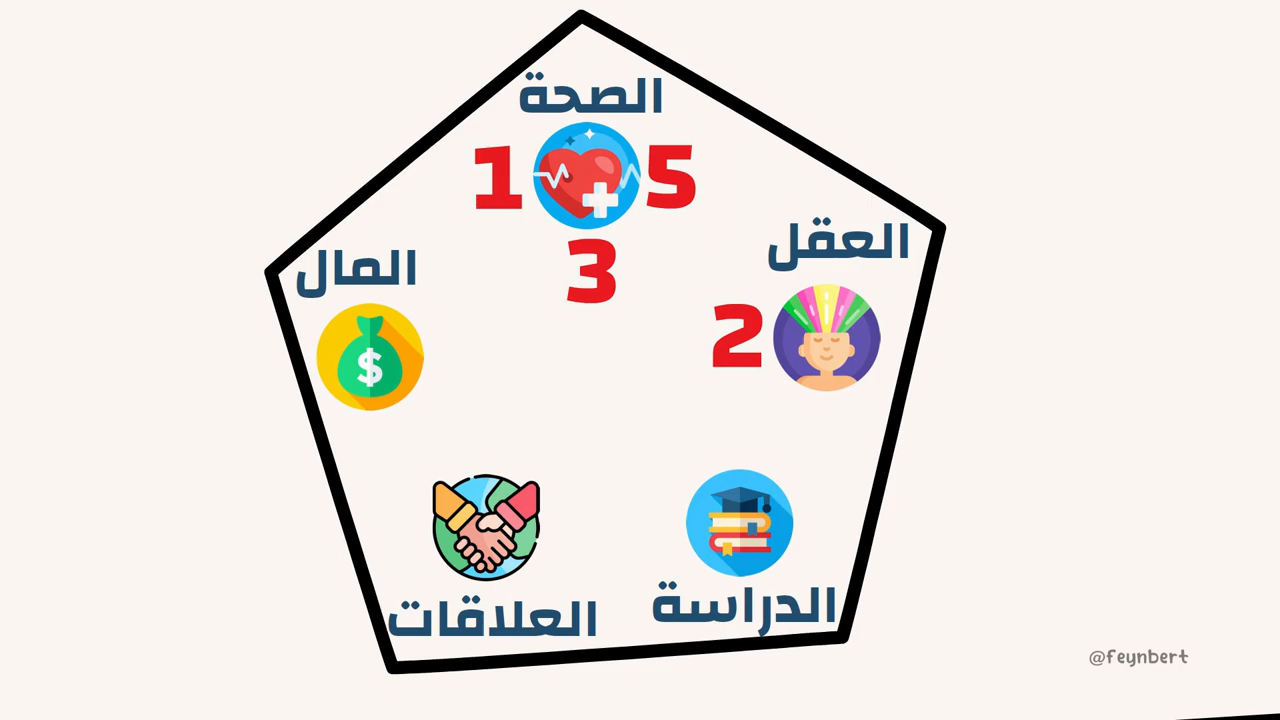 الصحة
1 5
3
العقل
2
المال
$
العلاقات
الدراسة
@feynbert